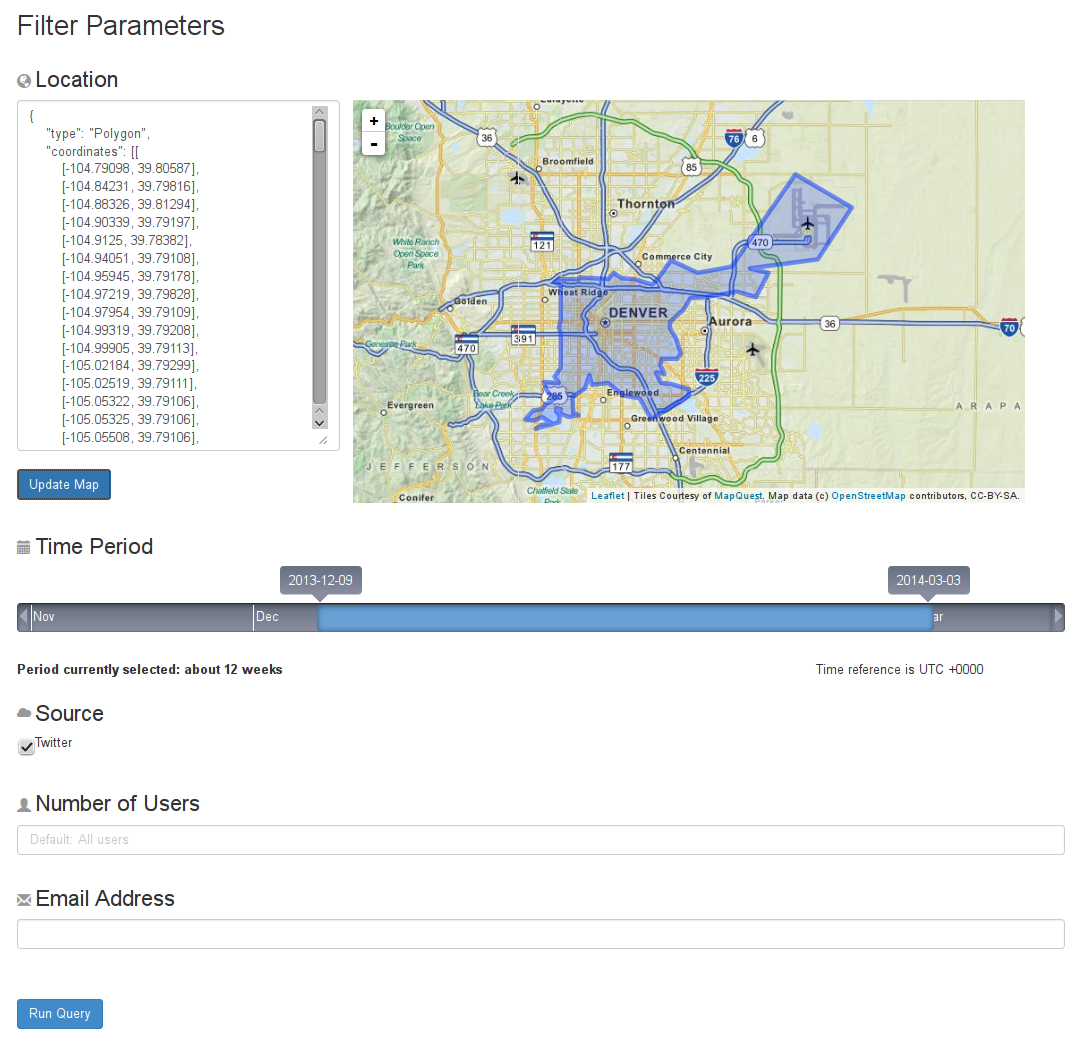 Filter Parameters
Location
{
"type": "Polygon",
"coordinates": [[
[-104.79098, 39.80587],
[-104.84231, 39.79816],
[-104.88326, 39.81294],
[-104.90339, 39.79197],
[-104.9125, 39.78382],
[-104.94051, 39.79108],
[-104.95945, 39.79178],
[-104.97219, 39.79828],
[-104.97954, 39.79109],
[-104.99319, 39.79208],
[-104.99905, 39.79113],
[-105.02184, 39.79299],
[-105.02519, 39.79111],
[-105.05322, 39.79106],
[-105.05325, 39.79106],
[-105.05508, 39.79106],
Update Map
+
-
Lafayette
Boulder Open
Space
36
76
6
Broomfield
85
Thornton
121
White Ranch
Open Space
Park
470
Commerce City
Wheat Ridge
Golden
DENVER
Aurora
36
70
391
470
Genesee Park
225
Bear Creek
Lake Park
285
Englewood
Evergreen
Greenwood Village
ARAPA
Centennial
177
JEFFERSON
Chatfield State
Park
Conifer
Parker
Leaflet | Tiles Courtesy of MapQuest. Map data (c) OpenStreetMap contributors, CC-BY-SA.
Time Period
2013-12-09
2014-03-03
Nov
Dec
ar
Period currently selected: about 12 weeks
Time reference is UTC +0000
Source
Twitter
Number of Users
Default: All users
Email Address
Run Query